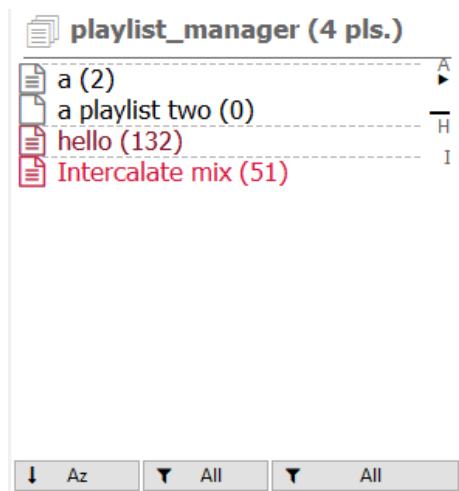 playlist_manager (4 pls.)
A
a (2)
a playlist two (0)
H
hello (132)
I
Intercalate mix (51)
Az All All